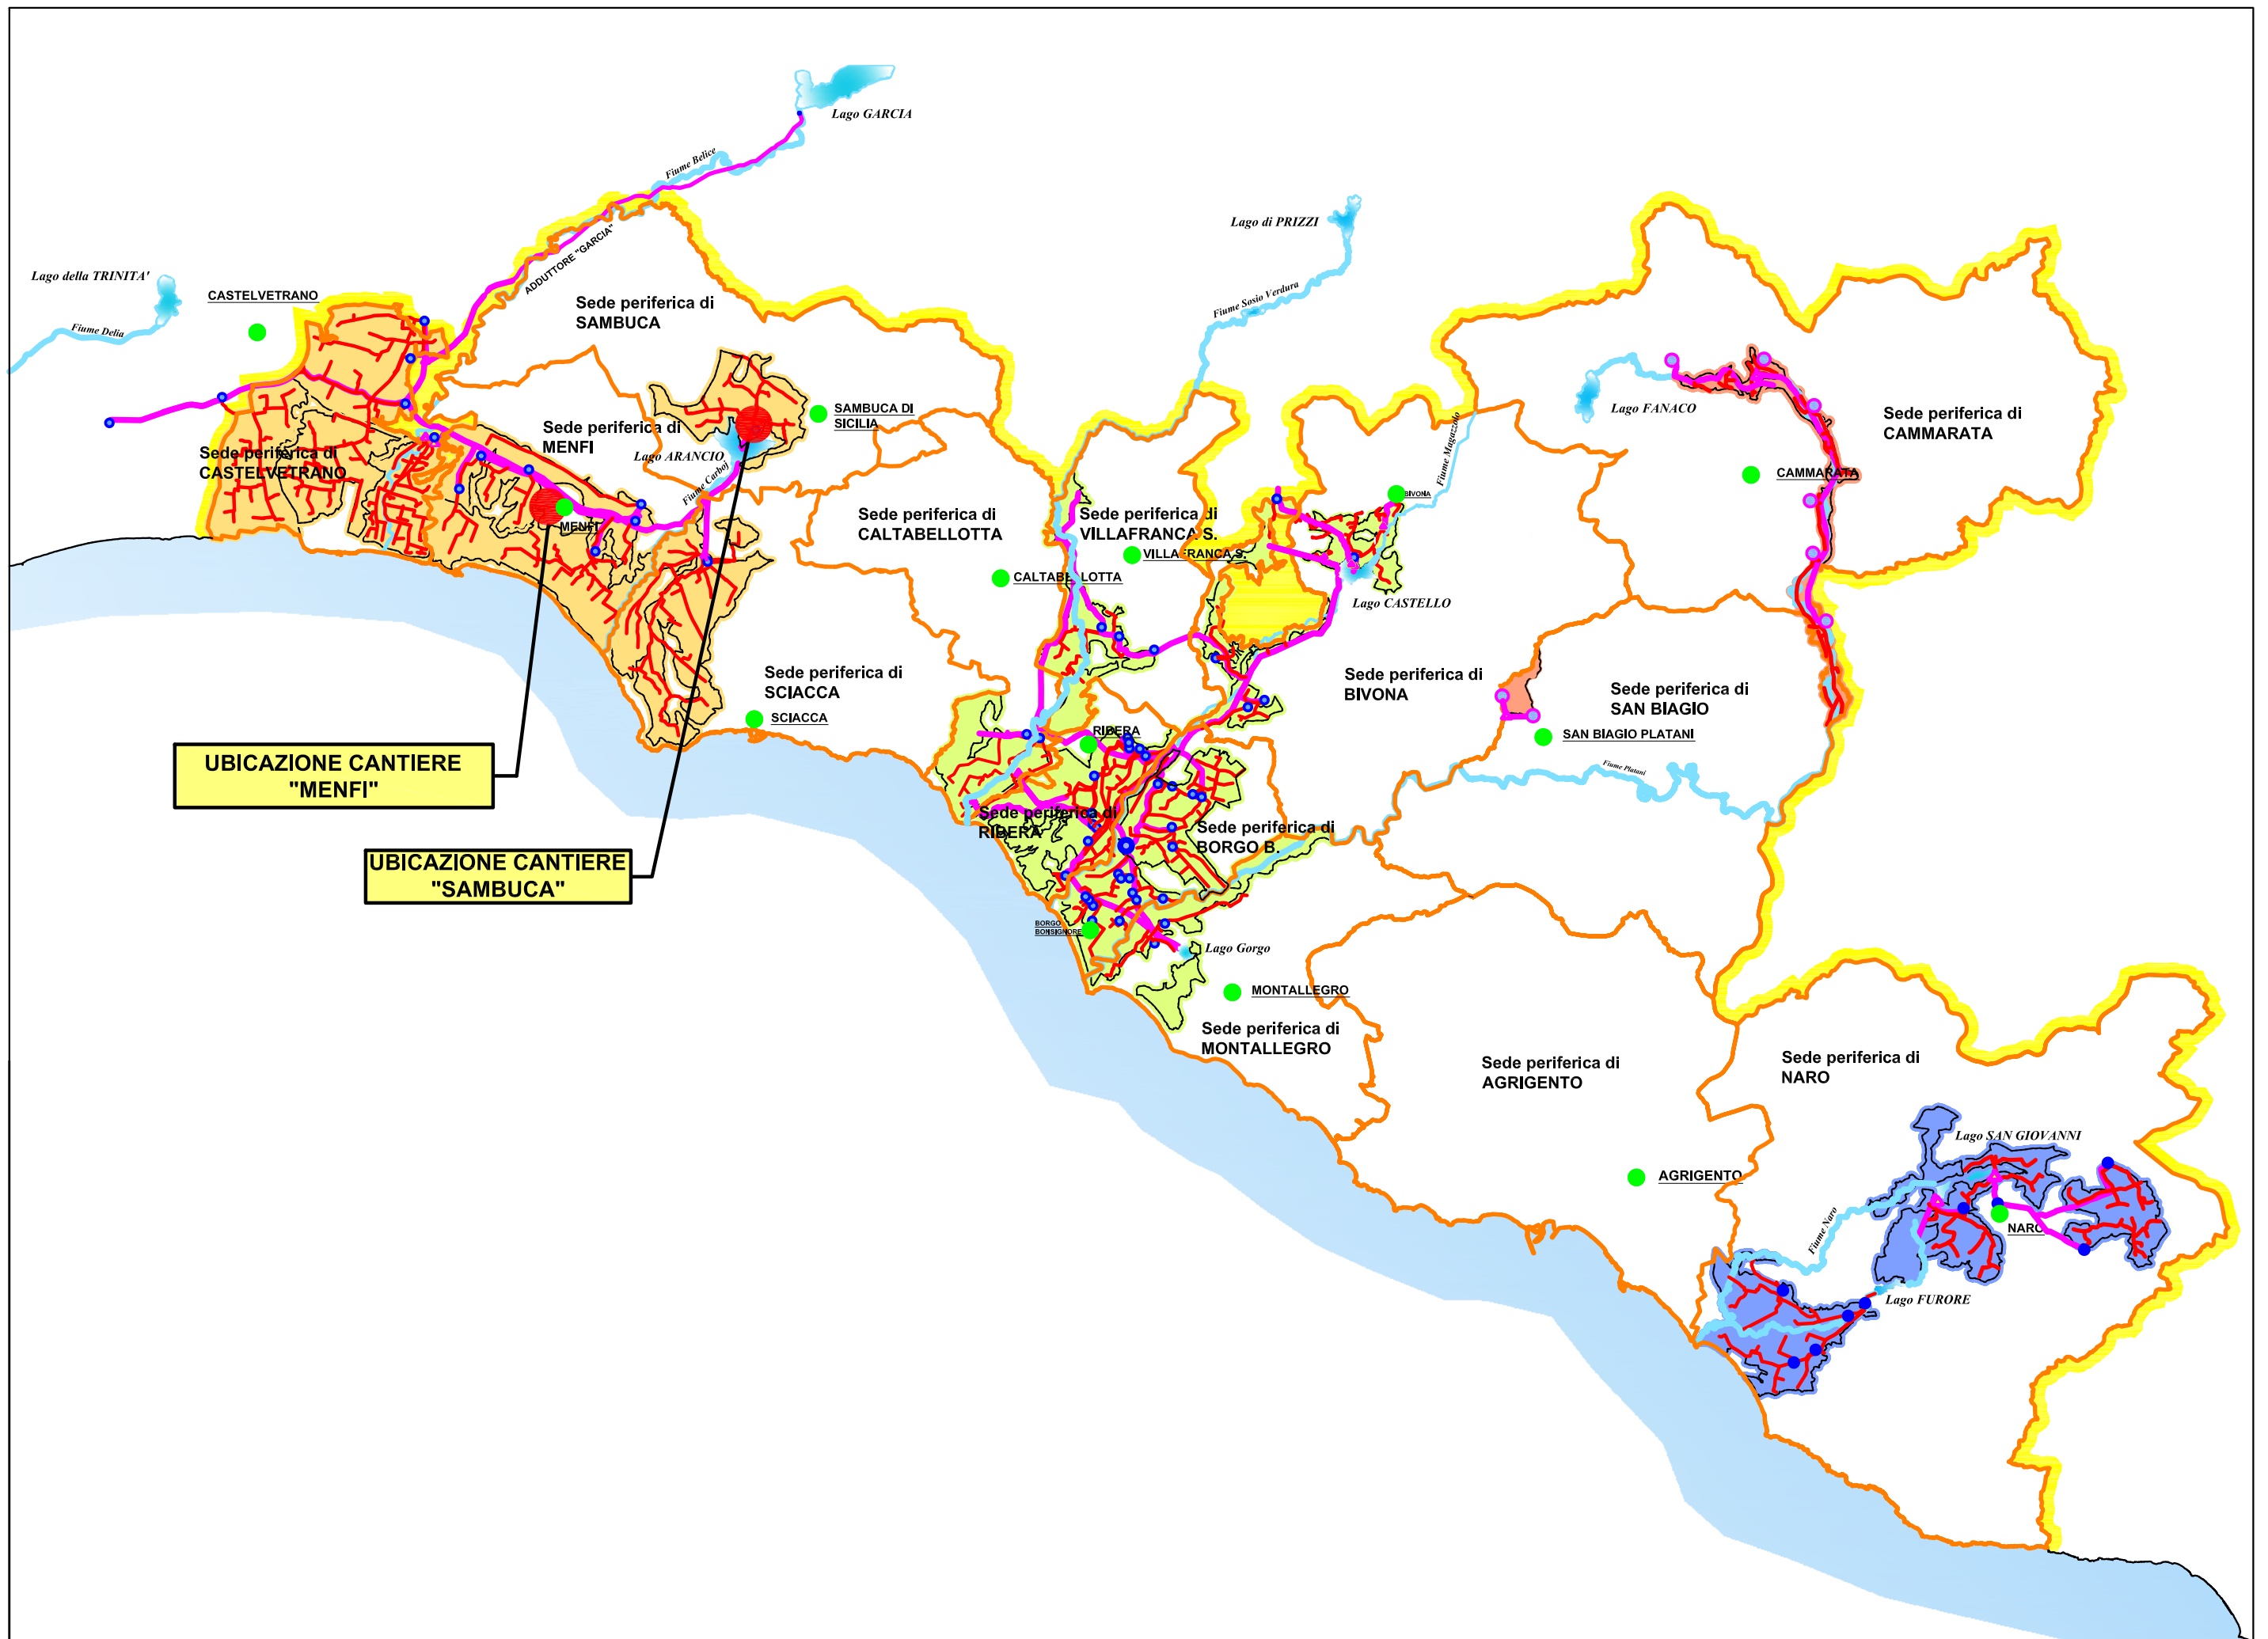 Lago GARCIA
Fiume Belice
Lago di PRIZZI
ADDUTTORE "GARCIA"
Lago della TRINITA'
CASTELVETRANO
Fiume Delia
Sede periferica di
SAMBUCA
Fiume Sosio Verdura
Lago FANACO
Sede periferica di
CAMMARATA
SAMBUCA DI
SICILIA
Sede periferica di
MENFI
Lago ARANCIO
Fiume Carboj
Fiume Magazzolo
Sede periferica di
CASTELVETRANO
CAMMARATA
BIVONA
MENFI
Sede periferica di
CALTABELLOTTA
Sede periferica di
VILLAFRANCA S.
VILLAFRANCA S.
CALTABELLOTTA
Lago CASTELLO
Sede periferica di
SCIACCA
SCIACCA
Sede periferica di
BIVONA
Sede periferica di
SAN BIAGIO
RIBERA
SAN BIAGIO PLATANI
UBICAZIONE CANTIERE
"MENFI"
Fiume Platani
Sede periferica di
RIBERA
Sede periferica di
BORGO B.
UBICAZIONE CANTIERE
"SAMBUCA"
BORGO
BONSIGNORE
Lago Gorgo
MONTALLEGRO
Sede periferica di
MONTALLEGRO
Sede periferica di
AGRIGENTO
Sede periferica di
NARO
Lago SAN GIOVANNI
AGRIGENTO
Fiume Naro
NARO
Lago FURORE